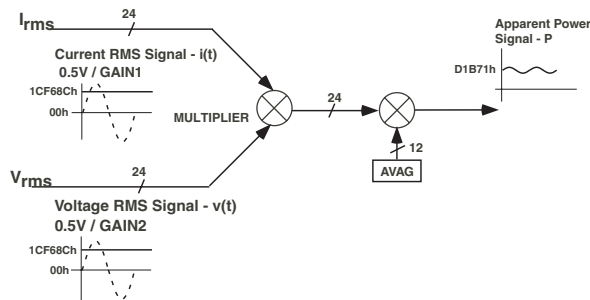 Irms
24
Current RMS Signal - i(t)
0.5V / GAIN1
1CF68Ch
00h
MULTIPLIER
24
12
AVAG
Apparent Power
Signal - P
D1B71h
Vrms
24
Voltage RMS Signal - v(t)
0.5V / GAIN2
1CF68Ch
00h